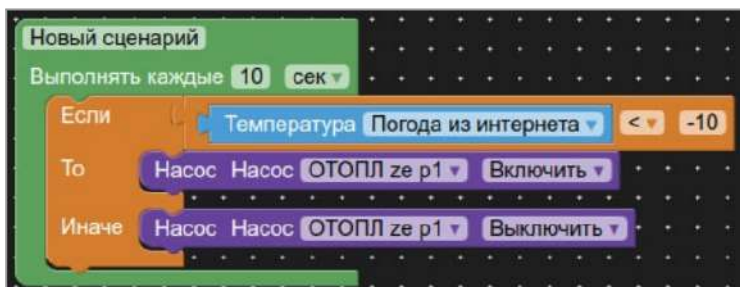 Новый сценарий
Выполнять каждые 10 сек
Если Температура Погода из интернета < -10
То Насос Насос ОТОПЛ ze p1 Включить
Иначе Насос Насос ОТОПЛ ze p1 Выключить